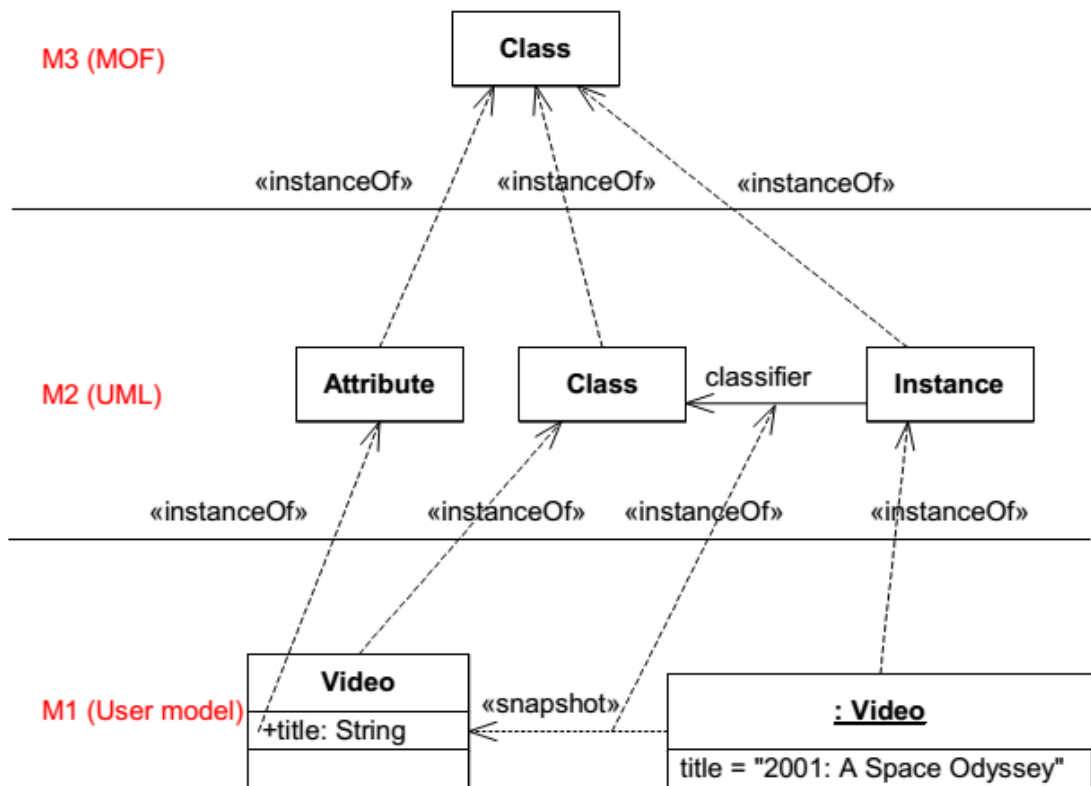 M3 (MOF)
Class
«instanceOf»
«instanceOf»
«instanceOf»
M2 (UML)
Attribute
Class
classifier
Instance
«instanceOf»
«instanceOf»
«instanceOf»
«instanceOf»
M1 (User model)
Video
+title: String
«snapshot»
: Video
title = "2001: A Space Odyssey"